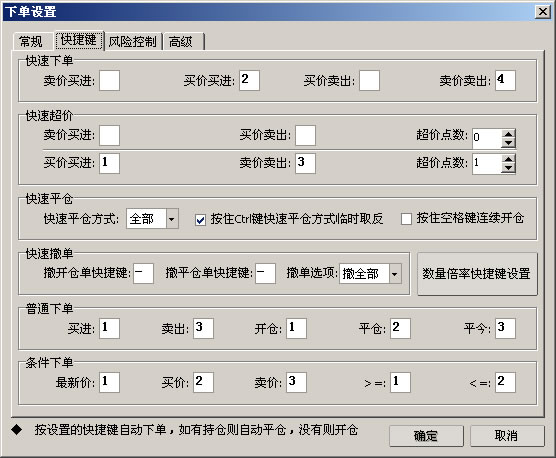 下单设置
常规 快捷键 风险控制 高级
快速下单
卖价买进: 买价买进: 2 买价卖出: 卖价卖出: 4
快速超价
卖价买进: 买价卖出: 超价点数: 0
买价买进: 1 卖价卖出: 3 超价点数: 1
快速平仓
快速平仓方式: 全部 按住Ctrl键快速平仓方式临时取反 按住空格键连续开仓
快速撤单
撤开仓单快捷键: - 撤平仓单快捷键: - 撤单选项: 撤全部 数量倍率快捷键设置
普通下单
买进: 1 卖出: 3 开仓: 1 平仓: 2 平今: 3
条件下单
最新价: 1 买价: 2 卖价: 3 >=: 1 <=: 2
◆ 按设置的快捷键自动下单，如有持仓则自动平仓，没有则开仓 确定 取消